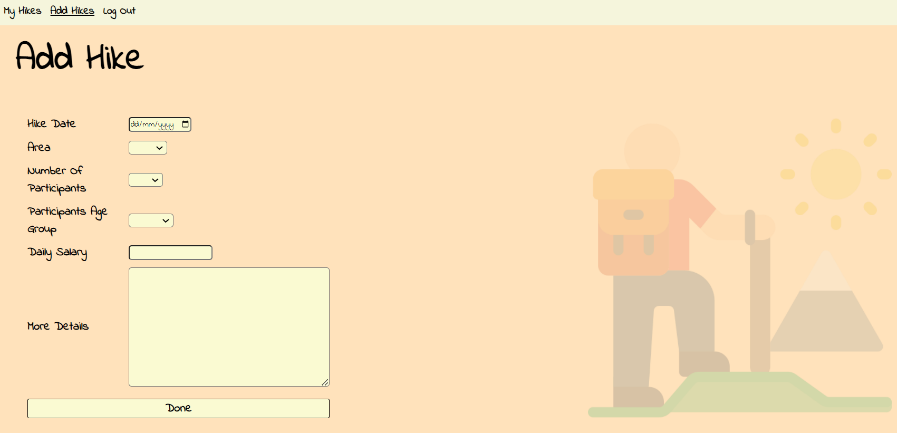 My Hikes Add Hikes Log Out
Add Hike
Hike Date dd/mm/yyyy
Area
Number Of
Participants
Participants Age
Group
Daily Salary
More Details
Done